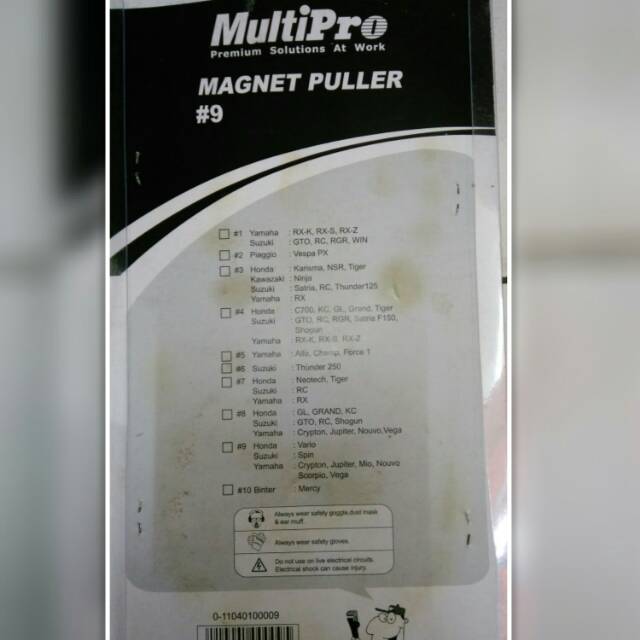 MultiPro
Premium Solutions At Work
MAGNET PULLER
#9
#1 Yamaha : RX-K, RX-S, RX-Z
Suzuki : GTO, RC, RGR, WIN
#2 Piaggio : Vespa PX
#3 Honda : Karisma, NSR, Tiger
Kawazaki : Ninja
Suzuki : Satria, RC, Thunder125
Yamaha : RX
#4 Honda : C700, KC, GL, Grand, Tiger
Suzuki : GTO, RC, RGR, Satria F150,
Shogun
Yamuha : RX-K, RX-S, RX-Z
#5 Yamaha : Alfa, Champ, Force 1
#6 Suzuki : Thunder 250
#7 Honda : Neotech, Tiger
Suzuki : RC
Yamaha : RX
#8 Honda : GL, GRAND, KC
Suzuki : GTO, RC, Shogun
Yamaha : Crypton, Jupiter, Nouvo,Vega
#9 Honda : Vario
Suzuki : Spin
Yamaha : Crypton, Jupiter, Mio, Nouvo
Scorpio, Vega
#10 Binter : Mercy
Always wear safety goggle,dust mask
& ear muff.
Always wear safety gloves.
Do not use on live electrical circuits.
Electrical shock can cause injury.
0-11040100009